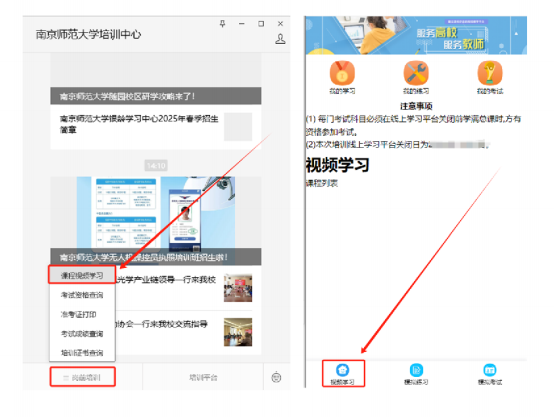 南京师范大学培训中心
南京师范大学随园校区研学攻略来了！
南京师范大学银龄学习中心2025年春季招生
简章
14:10
南京师范大学无人机操控员执照培训班招生啦！
课程视频学习
光学产业链领导一行来我校
考试资格查询
准考证打印
协会一行来我校交流指导
考试成绩查询
培训证书查询
岗前培训
培训平台
服务高校
服务教师
我的学习
我的练习
我的考试
注意事项
(1) 每门考试科目必须在线上学习平台关闭前学满总课时,方有
资格参加考试。
(2)本次培训线上学习平台关闭日为2
视频学习
课程列表
视频学习
模拟练习
模拟考试